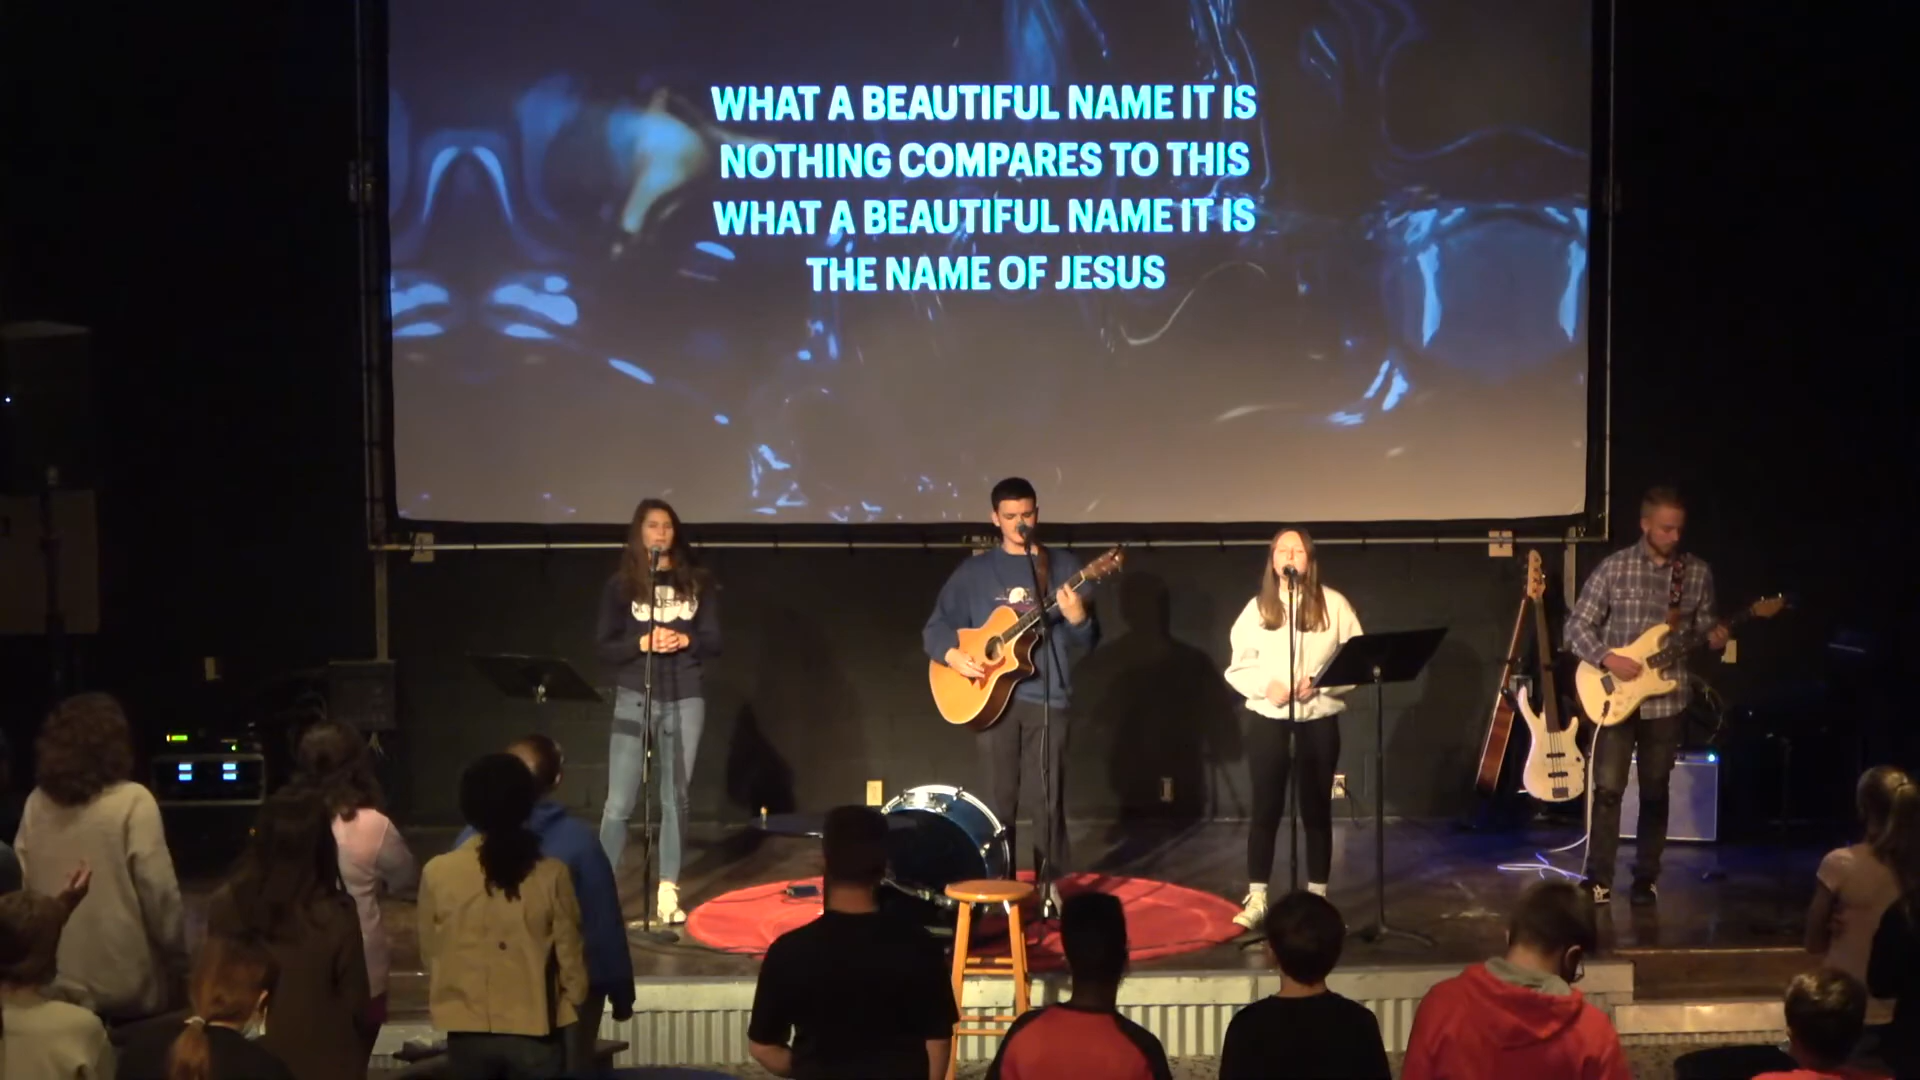 WHAT A BEAUTIFUL NAME IT IS
NOTHING COMPARES TO THIS
WHAT A BEAUTIFUL NAME IT IS
THE NAME OF JESUS